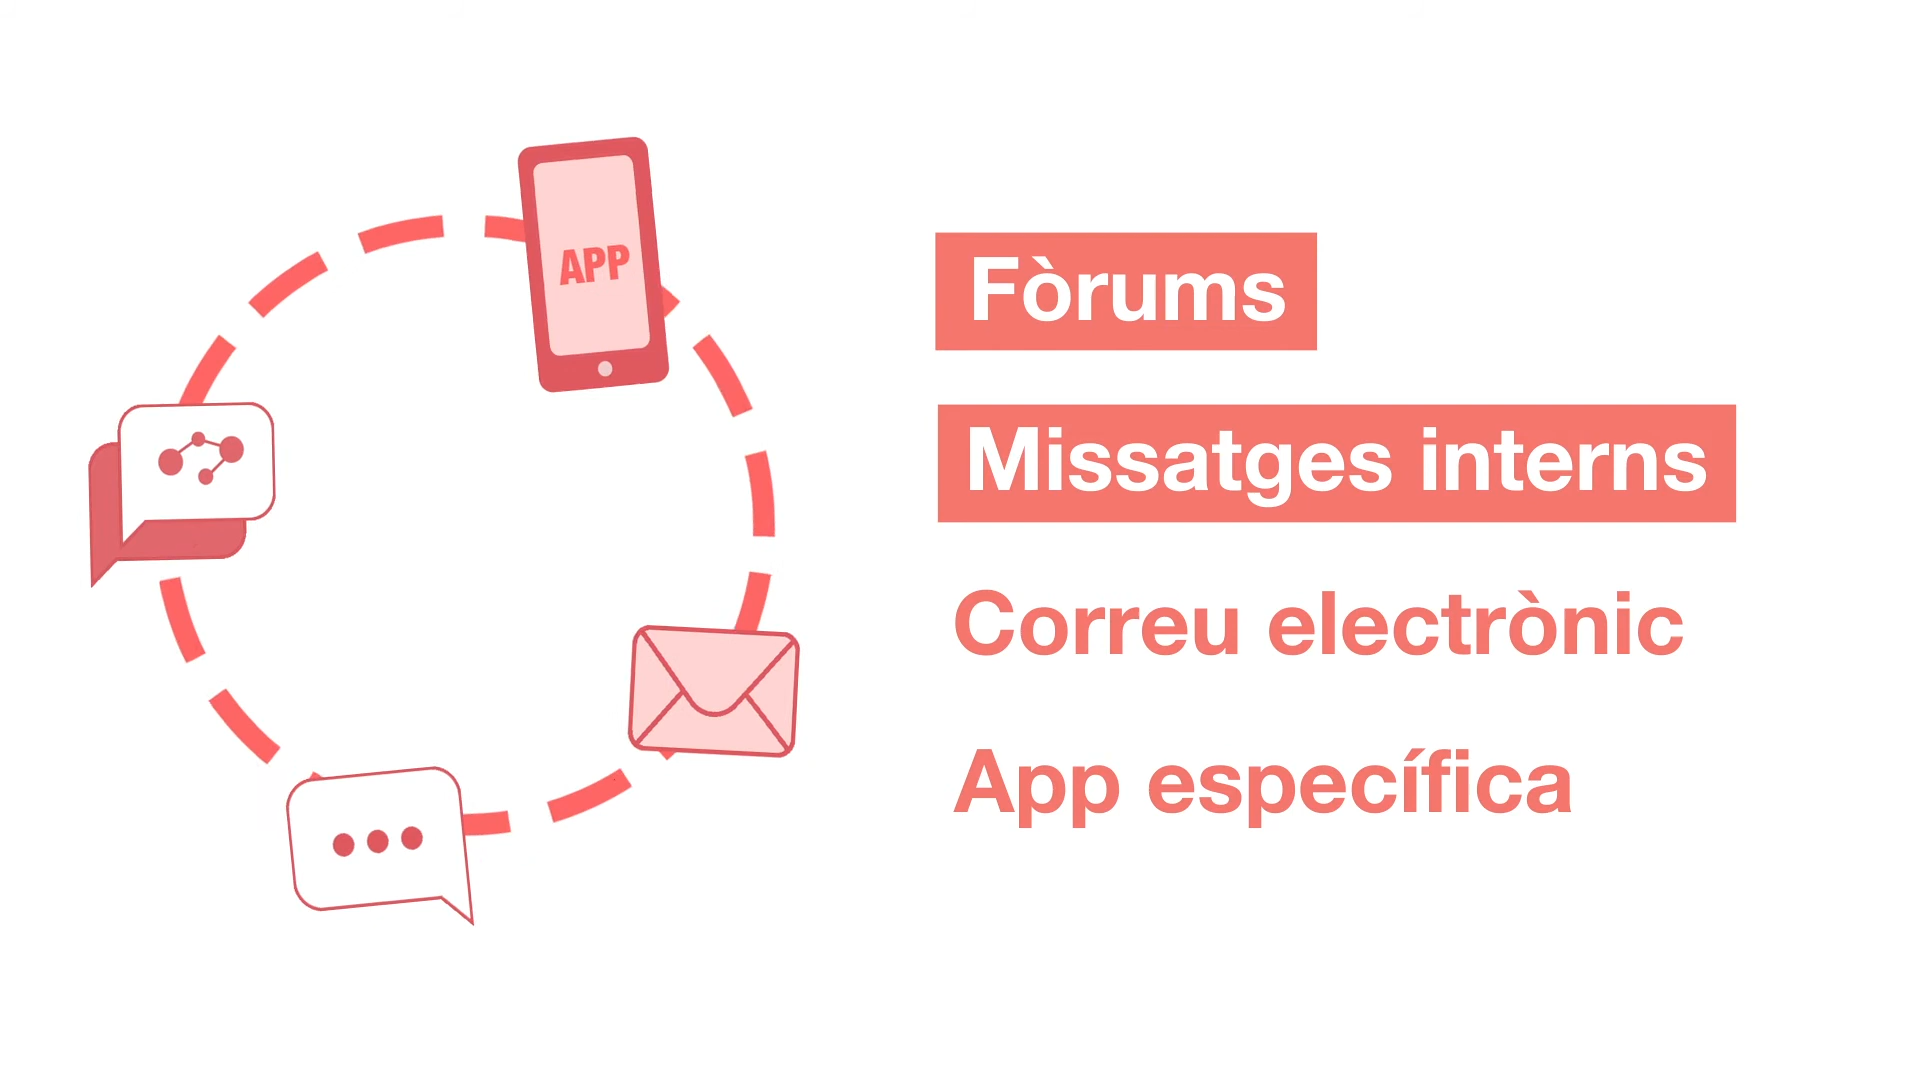 APP
Fòrums
Missatges interns
Correu electrònic
App específica